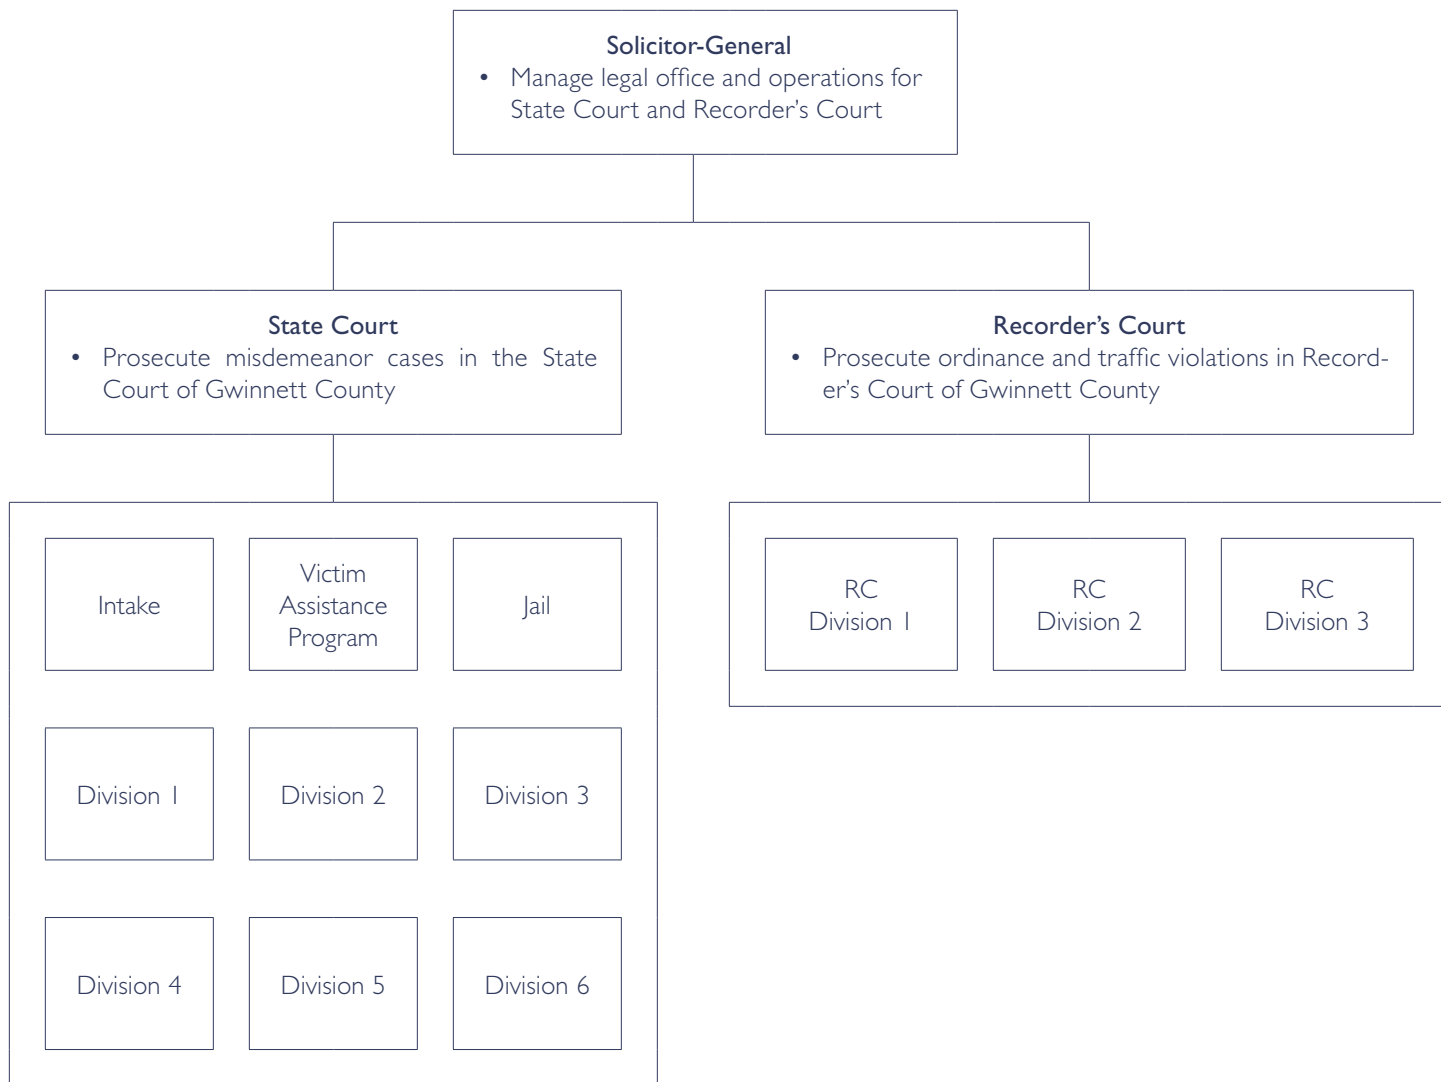 Solicitor-General
• Manage legal office and operations for
State Court and Recorder’s Court
State Court
• Prosecute misdemeanor cases in the State
Court of Gwinnett County
Recorder’s Court
• Prosecute ordinance and traffic violations in Record-
er’s Court of Gwinnett County
Intake
Victim
Assistance
Program
Jail
RC
Division 1
RC
Division 2
RC
Division 3
Division 1
Division 2
Division 3
Division 4
Division 5
Division 6